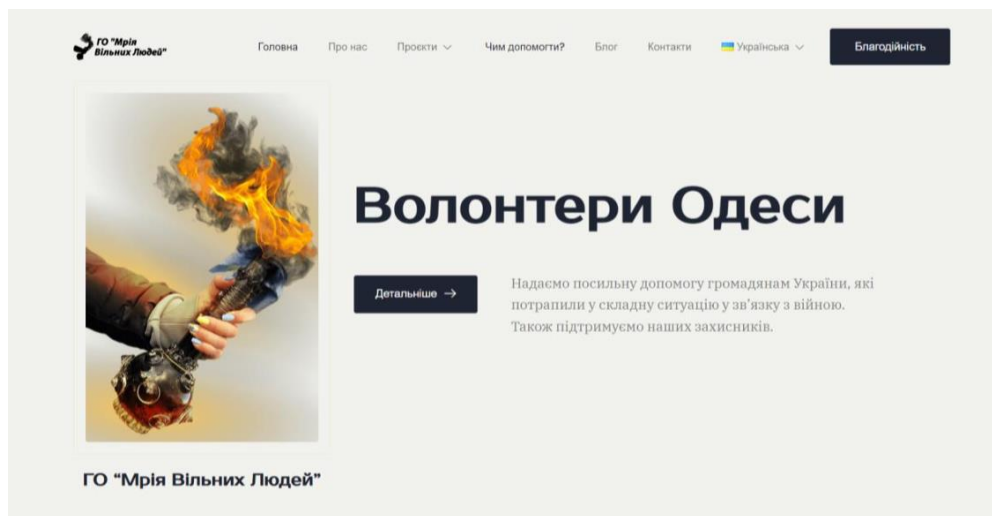 ГО "Мрія
Вільних Людей"
Головна
Про нас
Проєкти
Чим допомогти?
Блог
Контакти
Українська
Благодійність
Волонтери Одеси
Детальніше →
Надаємо посильну допомогу громадянам України, які
потрапили у складну ситуацію у зв’язку з війною.
Також підтримуємо наших захисників.
ГО “Мрія Вільних Людей”